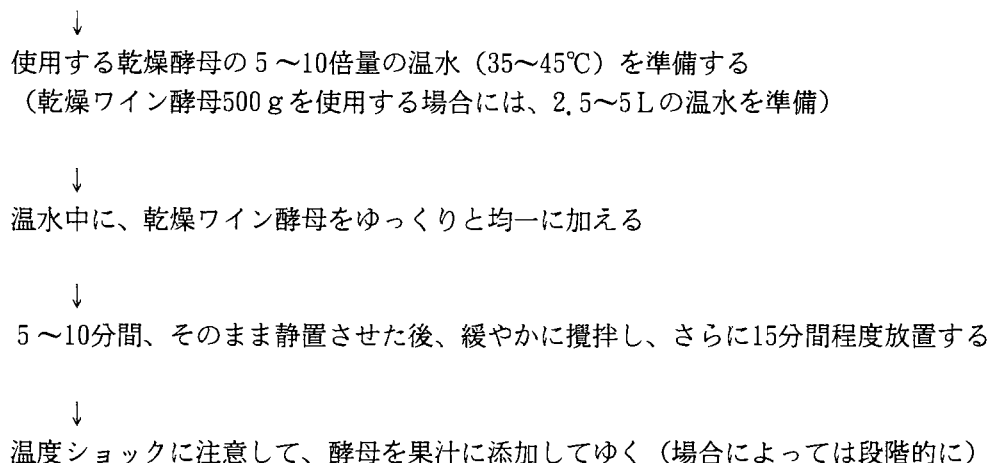 ↓
使用する乾燥酵母の5～10倍量の温水（35～45℃）を準備する
（乾燥ワイン酵母500gを使用する場合には、2.5～5Lの温水を準備）
↓
温水中に、乾燥ワイン酵母をゆっくりと均一に加える
↓
5～10分間、そのまま静置させた後、緩やかに攪拌し、さらに15分間程度放置する
↓
温度ショックに注意して、酵母を果汁に添加してゆく（場合によっては段階的に）